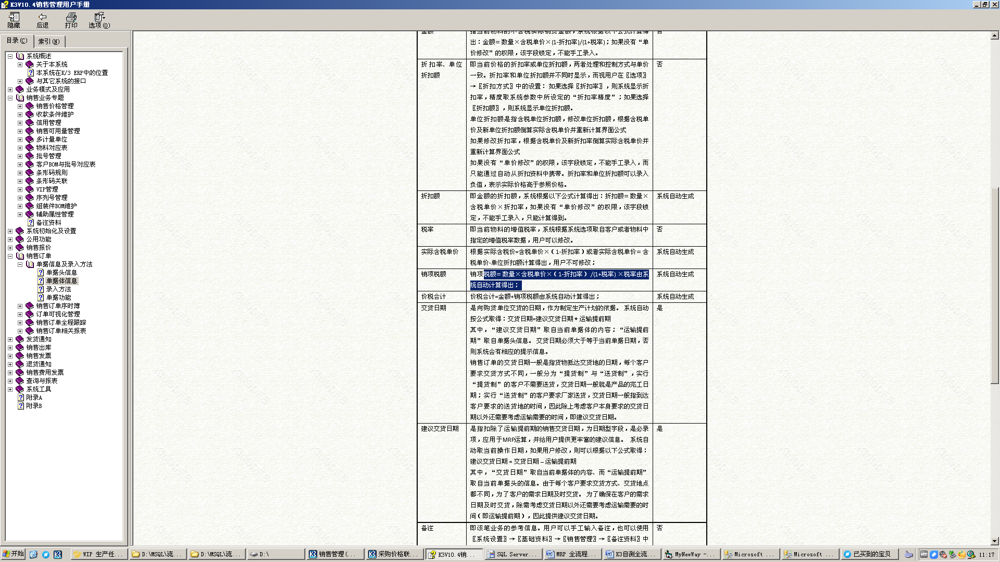 K3V10.4销售管理用户手册
隐藏
后退
打印
选项(O)
目录(C)
索引(N)
系统概述
关于本系统
本系统在K/3 ERP中的位置
与其它系统的接口
业务模式及应用
销售业务专题
销售价格管理
收款条件维护
信用管理
销售可用量管理
多计量单位
物料对应表
批号管理
客户BOM与批号对应表
条形码规则
条形码关联
VIP管理
序列号管理
组装件BOM维护
辅助属性管理
备注资料
系统初始化及设置
公用功能
销售报价
销售订单
单据信息及录入方法
单据头信息
单据体信息
录入方法
单据功能
销售订单序时簿
订单可视化管理
销售订单全程跟踪
销售订单相关报表
发货通知
销售出库
销售发票
退货通知
销售费用发票
查询与报表
系统工具
附录A
附录B
金额
指当前物料的不含税实际销货金额，系统根据以下公式计算得
出：金额＝数量×含税单价×(1-折扣率)/(1+税率)；如果没有“单
价修改”的权限，该字段锁定，不能手工录入。
否
折扣率、单位
折扣额
即当前价格的折扣率或单位折扣额，两者处理和控制方式与单价
一致。折扣率和单位折扣额并不同时显示，而视用户在〖选项〗
→〖折扣方式〗中的设置：如果选择〖折扣率〗，则系统显示折
扣率，精度取系统参数中所设定的“折扣率精度”；如果选择
〖折扣额〗，则系统显示单位折扣额。
单位折扣额是指含税单位折扣额，修改单位折扣额，根据含税单
价及新单位折扣额倒算实际含税单价并重新计算界面公式
如果修改折扣率，根据含税单价及新折扣率倒算实际含税单价并
重新计算界面公式
如果没有“单价修改”的权限，该字段锁定，不能手工录入，而
只能通过自动从折扣资料中携带。折扣率和单位折扣额可以录入
负值，表示实际价格高于参照价格。
否
折扣额
即金额的折扣额，系统根据以下公式计算得出：折扣额＝数量×
含税单价×折扣率，如果没有“单价修改”的权限，该字段锁
定，不能手工录入，只能计算得到。
系统自动生成
税率
即当前物料的增值税率，系统根据系统选项取自客户或者物料中
指定的增值税率数据，用户可以修改。
否
实际含税单价
根据实际含税价=含税单价×（1-折扣率）或者实际含税单价＝含
税单价-单位折扣额计算得出，用户不可修改；
系统自动生成
销项税额
销项税额＝数量×含税单价×（1-折扣率）/(1+税率)×税率由系
统自动计算得出；
系统自动生成
价税合计
价税合计=金额+销项税额由系统自动计算得出；
系统自动生成
交货日期
是向购货单位交货的日期，作为制定生产计划的依据。系统自动
按公式取得：交货日期=建议交货日期＋运输提前期
其中，“建议交货日期”取自当前单据体的内容；“运输提前
期”取自单据头信息。交货日期必须大于等于当前单据日期，否
则系统会有相应的提示信息。
销售订单的交货日期一般是指货物抵达交货地的日期，每个客户
要求交货方式不同，一般分为“提货制”与“送货制”，实行
“提货制”的客户不需要送货，交货日期一般就是产品的完工日
期；实行“送货制”的客户要求厂家送货，交货日期一般指到达
客户要求的送货地的时间，因此除上考虑客户本身要求的交货日
期以外还需要考虑运输需要的时间，即建议交货日期。
是
建议交货日期
是指扣除了运输提前期的销售交货日期，为日期型字段，是必录
项，应用于MRP运算，并给用户提供更丰富的建议信息。系统自
动取当前操作日期，如果用户修改，则可以根据以下公式取得：
建议交货日期＝交货日期－运输提前期
其中，“交货日期”取自当前单据体的内容、而“运输提前期”
取自当前单据头的信息。由于每个客户要求交货方式、交货地点
都不同，为了客户的需求日期及时交货。为了确保在客户的需求
日期及时交货，除需考虑交货日期以外还需要考虑运输需要的时
间（即运输提前期），因此提供建议交货日期。
是
备注
即该笔业务的参考信息。用户可以手工输入备注，也可以使用
〖系统设置〗→〖基础资料〗→〖销售管理〗→〖备注资料〗中
否
开始
WIP 生产任...
D:\MSQL\流...
D:\MSQL\流...
D:\
销售管理(...
采购价格联...
K3V10.4销...
SQL Server...
MRP 全流程...
K3自测全流...
MyNewWay -...
Microsoft ...
Microsoft ...
已买到的宝贝
11:17